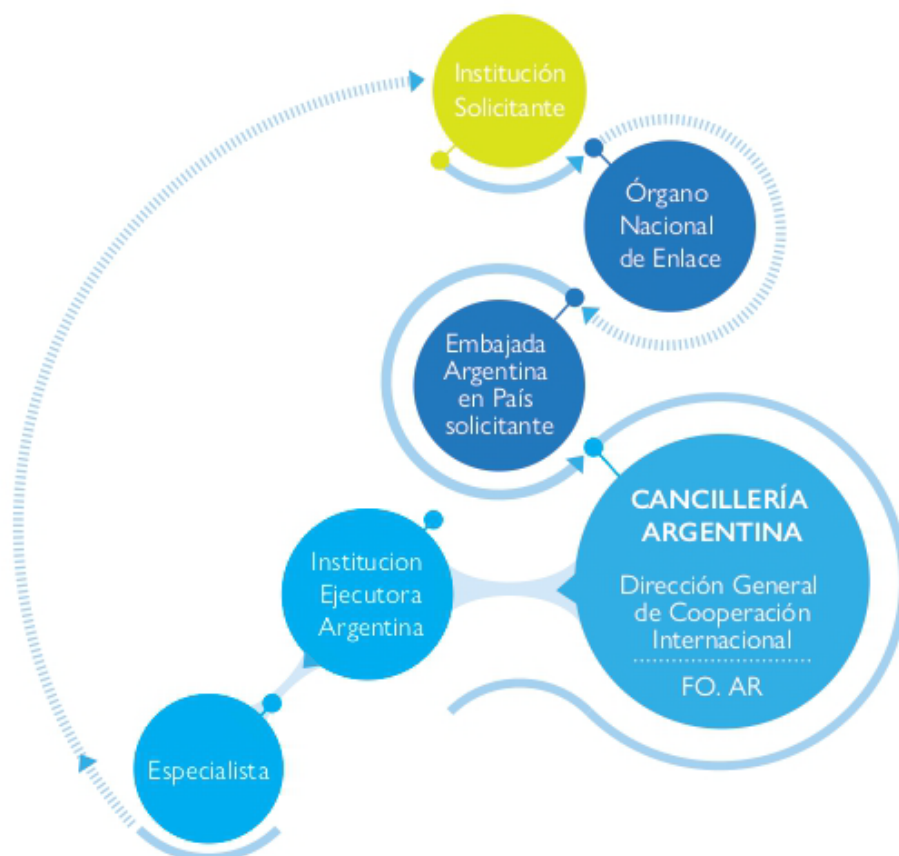 Institución
Solicitante
Órgano
Nacional
de Enlace
Embajada
Argentina
en País
solicitante
CANCILLERÍA
ARGENTINA
Dirección General
de Cooperación
Internacional
FO. AR
Institucion
Ejecutora
Argentina
Especialista